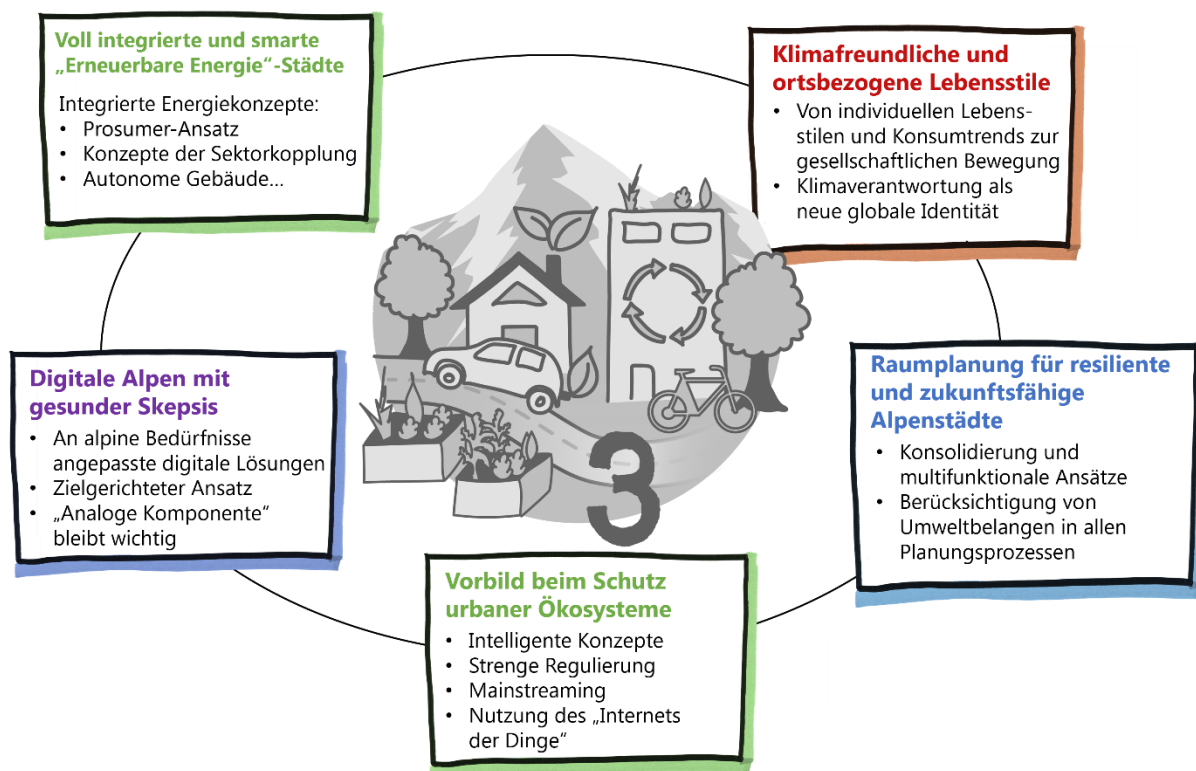 Voll integrierte und smarte
„Erneuerbare Energie“-Städte
Integrierte Energiekonzepte:
• Prosumer-Ansatz
• Konzepte der Sektorkopplung
• Autonome Gebäude...
Klimafreundliche und
ortsbezogene Lebensstile
• Von individuellen Lebens-
stilen und Konsumtrends zur
gesellschaftlichen Bewegung
• Klimaverantwortung als
neue globale Identität
Digitale Alpen mit
gesunder Skepsis
• An alpine Bedürfnisse
angepasste digitale Lösungen
• Zielgerichteter Ansatz
• „Analoge Komponente“
bleibt wichtig
Raumplanung für resiliente
und zukunftsfähige
Alpenstädte
• Konsolidierung und
multifunktionale Ansätze
• Berücksichtigung von
Umweltbelangen in allen
Planungsprozessen
3
Vorbild beim Schutz
urbaner Ökosysteme
• Intelligente Konzepte
• Strenge Regulierung
• Mainstreaming
• Nutzung des „Internets
der Dinge“